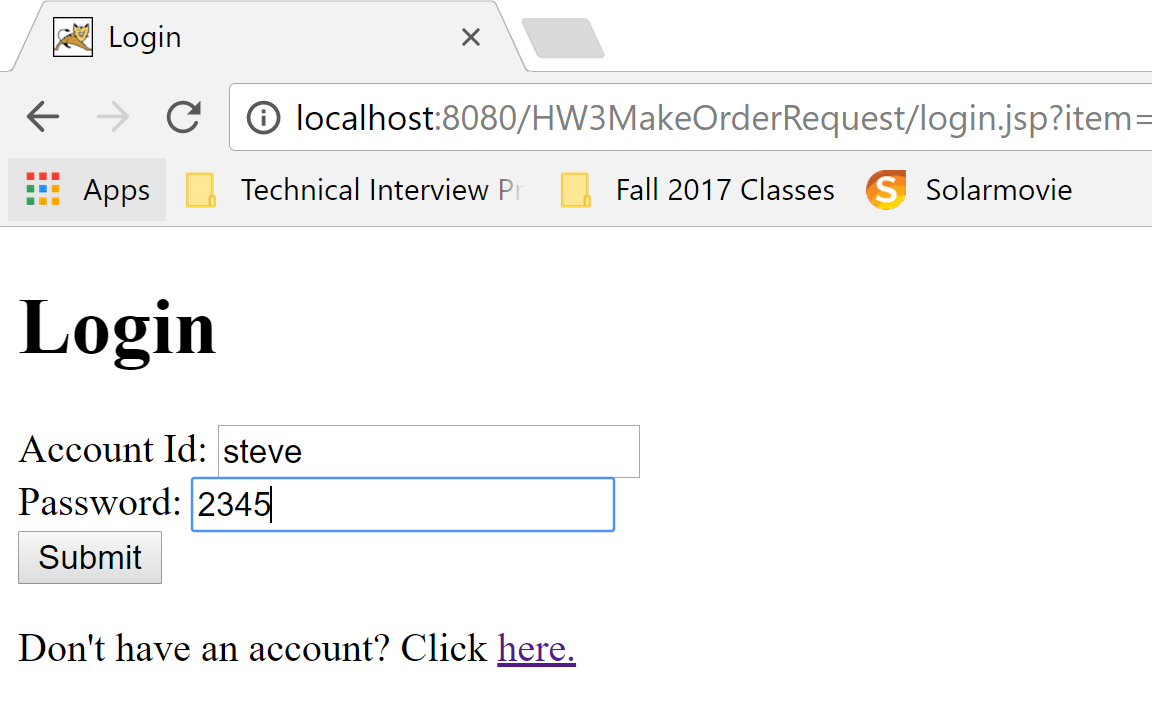 Login
localhost:8080/HW3MakeOrderRequest/login.jsp?item=
Apps Technical Interview Pr Fall 2017 Classes S Solarmovie
Login
Account Id: steve
Password: 2345
Submit
Don't have an account? Click here.